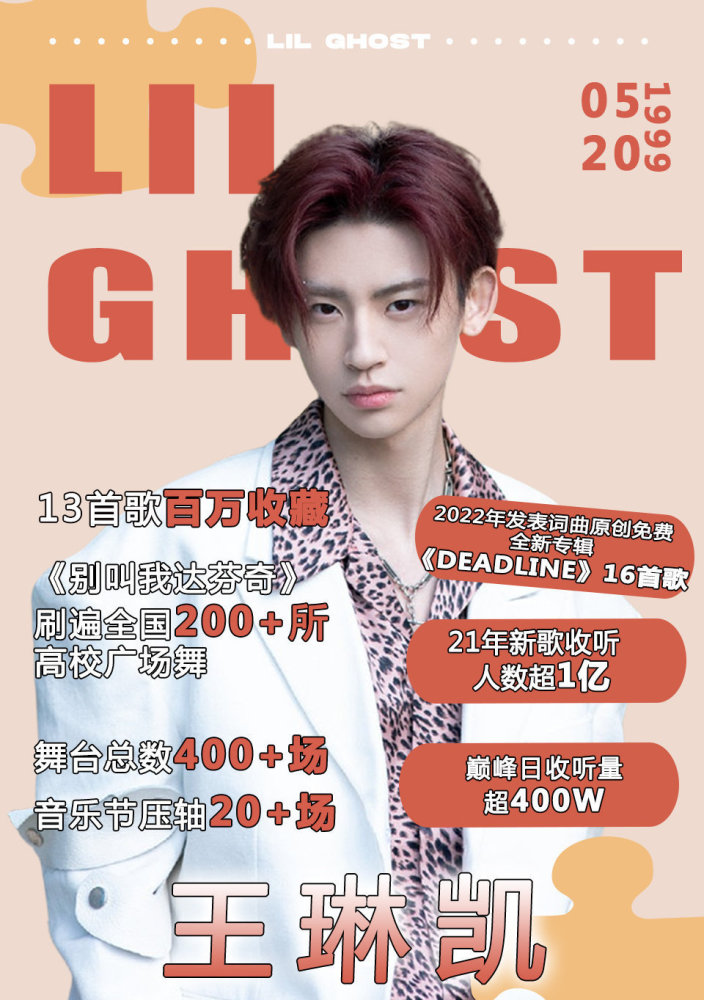 LIL GHOST
LIL
GHOST
05
20
1999
13首歌百万收藏
《别叫我达芬奇》
刷遍全国200+所
高校广场舞
舞台总数400+场
音乐节压轴20+场
2022年发表词曲原创免费
全新专辑
《DEADLINE》16首歌
21年新歌收听
人数超1亿
巅峰日收听量
超400W
王琳凯